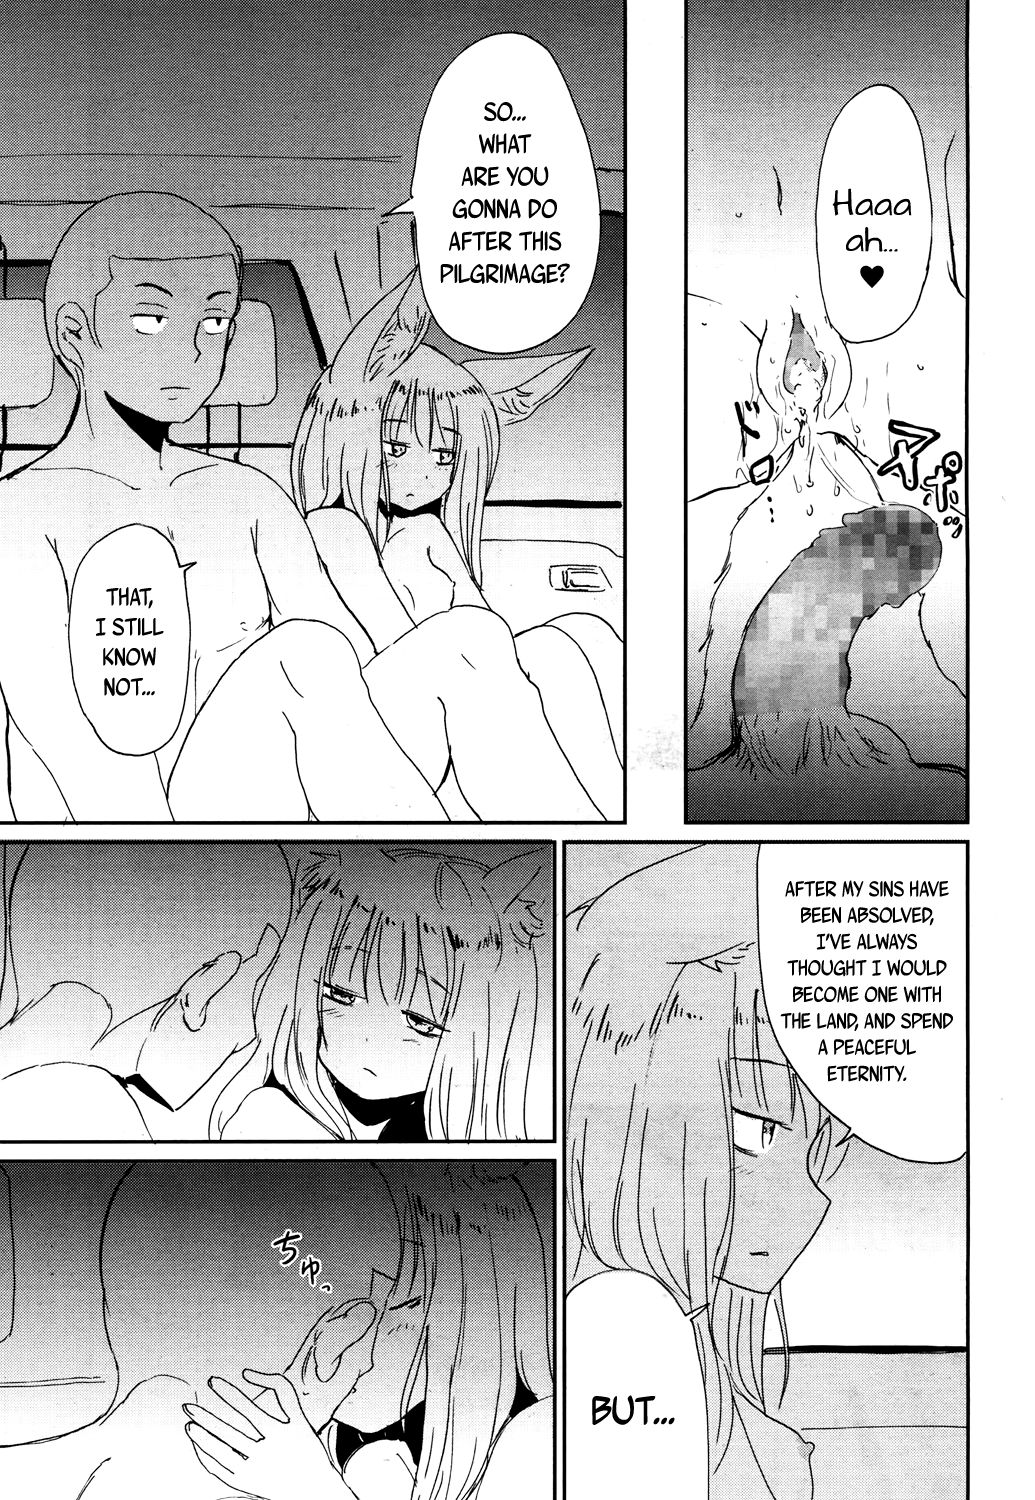 Haaa
ah...
♥
ドロ...
SO...
WHAT
ARE YOU
GONNA DO
AFTER THIS
PILGRIMAGE?
THAT,
I STILL
KNOW
NOT...
AFTER MY SINS HAVE
BEEN ABSOLVED,
I'VE ALWAYS
THOUGHT I WOULD
BECOME ONE WITH
THE LAND, AND SPEND
A PEACEFUL
ETERNITY.
BUT...
ちゅ、